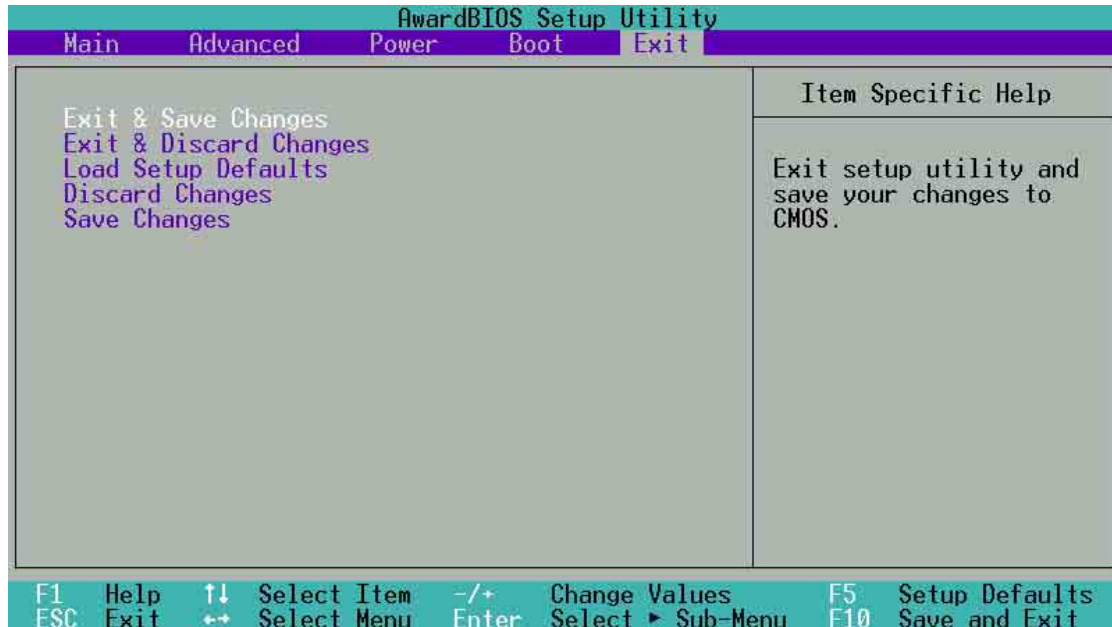 AwardBIOS Setup Utility
Main Advanced Power Boot Exit
Exit & Save Changes
Exit & Discard Changes
Load Setup Defaults
Discard Changes
Save Changes
Item Specific Help
Exit setup utility and
save your changes to
CMOS.
F1 Help ↑↓ Select Item -/+ Change Values F5 Setup Defaults
ESC Exit ←→ Select Menu Enter Select ► Sub-Menu F10 Save and Exit